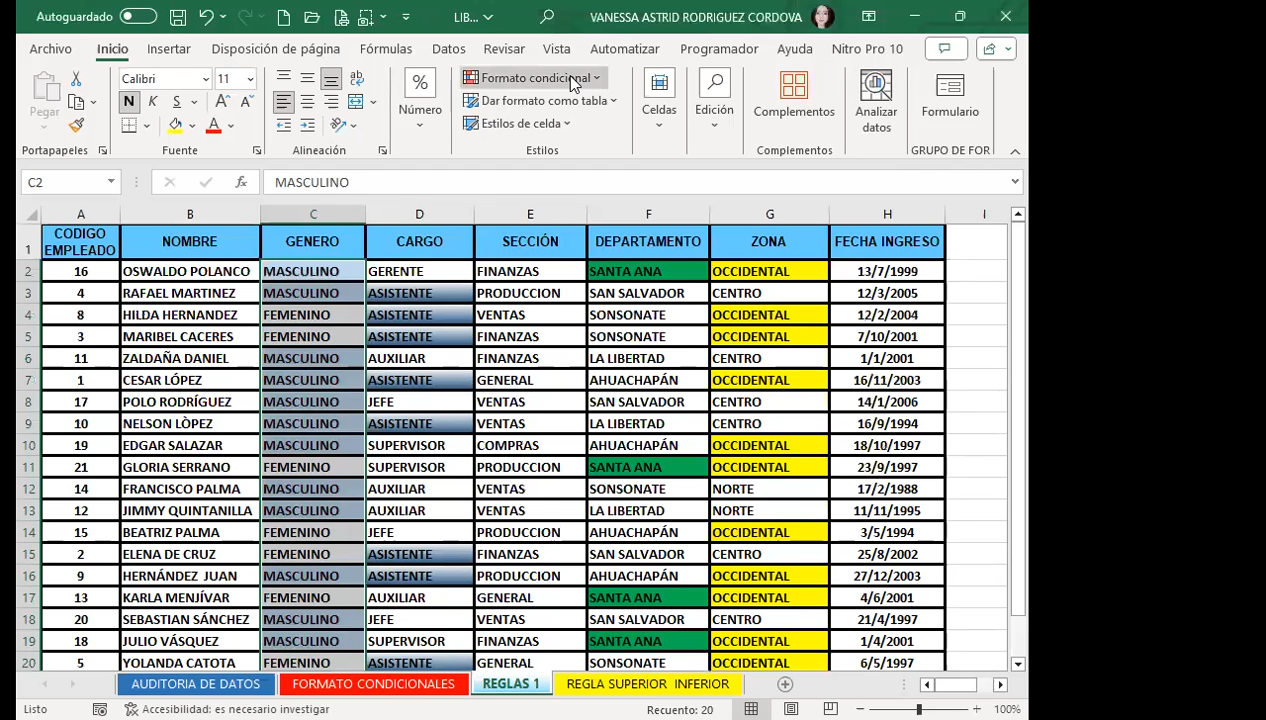 Autoguardado LIB... VANESSA ASTRID RODRIGUEZ CORDOVA
Archivo Inicio Insertar Disposición de página Fórmulas Datos Revisar Vista Automatizar Programador Ayuda Nitro Pro 10
Pegar Calibri 11 Número Formato condicional Celdas Edición Complementos Analizar datos Formulario
N K S Dar formato como tabla
Estilos de celda
Portapapeles Fuente Alineación Estilos Complementos GRUPO DE FOR
C2 fx MASCULINO
A B C D E F G H I
1 CODIGO EMPLEADO NOMBRE GENERO CARGO SECCIÓN DEPARTAMENTO ZONA FECHA INGRESO
2 16 OSWALDO POLANCO MASCULINO GERENTE FINANZAS SANTA ANA OCCIDENTAL 13/7/1999
3 4 RAFAEL MARTINEZ MASCULINO ASISTENTE PRODUCCION SAN SALVADOR CENTRO 12/3/2005
4 8 HILDA HERNANDEZ FEMENINO ASISTENTE VENTAS SONSONATE OCCIDENTAL 12/2/2004
5 3 MARIBEL CACERES FEMENINO ASISTENTE FINANZAS SONSONATE OCCIDENTAL 7/10/2001
6 11 ZALDAÑA DANIEL MASCULINO AUXILIAR FINANZAS LA LIBERTAD CENTRO 1/1/2001
7 1 CESAR LÓPEZ MASCULINO ASISTENTE GENERAL AHUACHAPÁN OCCIDENTAL 16/11/2003
8 17 POLO RODRÍGUEZ MASCULINO JEFE VENTAS SAN SALVADOR CENTRO 14/1/2006
9 10 NELSON LÒPEZ MASCULINO ASISTENTE VENTAS LA LIBERTAD CENTRO 16/9/1994
10 19 EDGAR SALAZAR MASCULINO SUPERVISOR COMPRAS AHUACHAPÁN OCCIDENTAL 18/10/1997
11 21 GLORIA SERRANO FEMENINO SUPERVISOR PRODUCCION SANTA ANA OCCIDENTAL 23/9/1997
12 14 FRANCISCO PALMA MASCULINO AUXILIAR VENTAS SONSONATE NORTE 17/2/1988
13 12 JIMMY QUINTANILLA MASCULINO AUXILIAR VENTAS LA LIBERTAD NORTE 11/11/1995
14 15 BEATRIZ PALMA FEMENINO JEFE PRODUCCION AHUACHAPÁN OCCIDENTAL 3/5/1994
15 2 ELENA DE CRUZ FEMENINO ASISTENTE FINANZAS SAN SALVADOR CENTRO 25/8/2002
16 9 HERNÁNDEZ JUAN MASCULINO ASISTENTE PRODUCCION AHUACHAPÁN OCCIDENTAL 27/12/2003
17 13 KARLA MENJÍVAR FEMENINO AUXILIAR GENERAL SANTA ANA OCCIDENTAL 4/6/2001
18 20 SEBASTIAN SÁNCHEZ MASCULINO JEFE VENTAS SAN SALVADOR CENTRO 21/4/1997
19 18 JULIO VÁSQUEZ MASCULINO SUPERVISOR FINANZAS SANTA ANA OCCIDENTAL 1/4/2001
20 5 YOLANDA CATOTA FEMENINO ASISTENTE GENERAL SONSONATE OCCIDENTAL 6/5/1997
AUDITORIA DE DATOS FORMATO CONDICIONALES REGLAS 1 REGLA SUPERIOR INFERIOR
Listo Accesibilidad: es necesario investigar Recuento: 20 100%